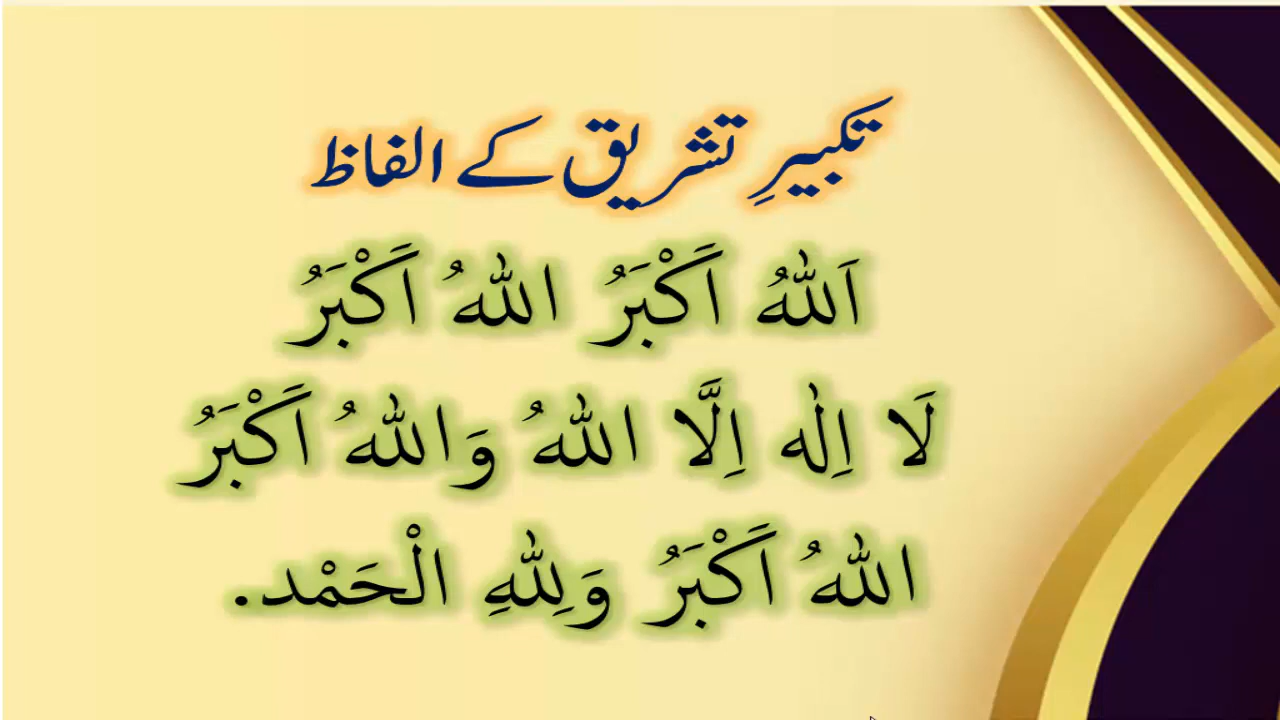 تکبیرِ تشریق کے الفاظ
اَللّٰهُ اَكْبَرُ اللّٰهُ اَكْبَرُ
لَا اِلٰه اِلَّا اللّٰهُ وَاللّٰهُ اَكْبَرُ
اللّٰهُ اَكْبَرُ وَلِلّٰهِ الْحَمْد.